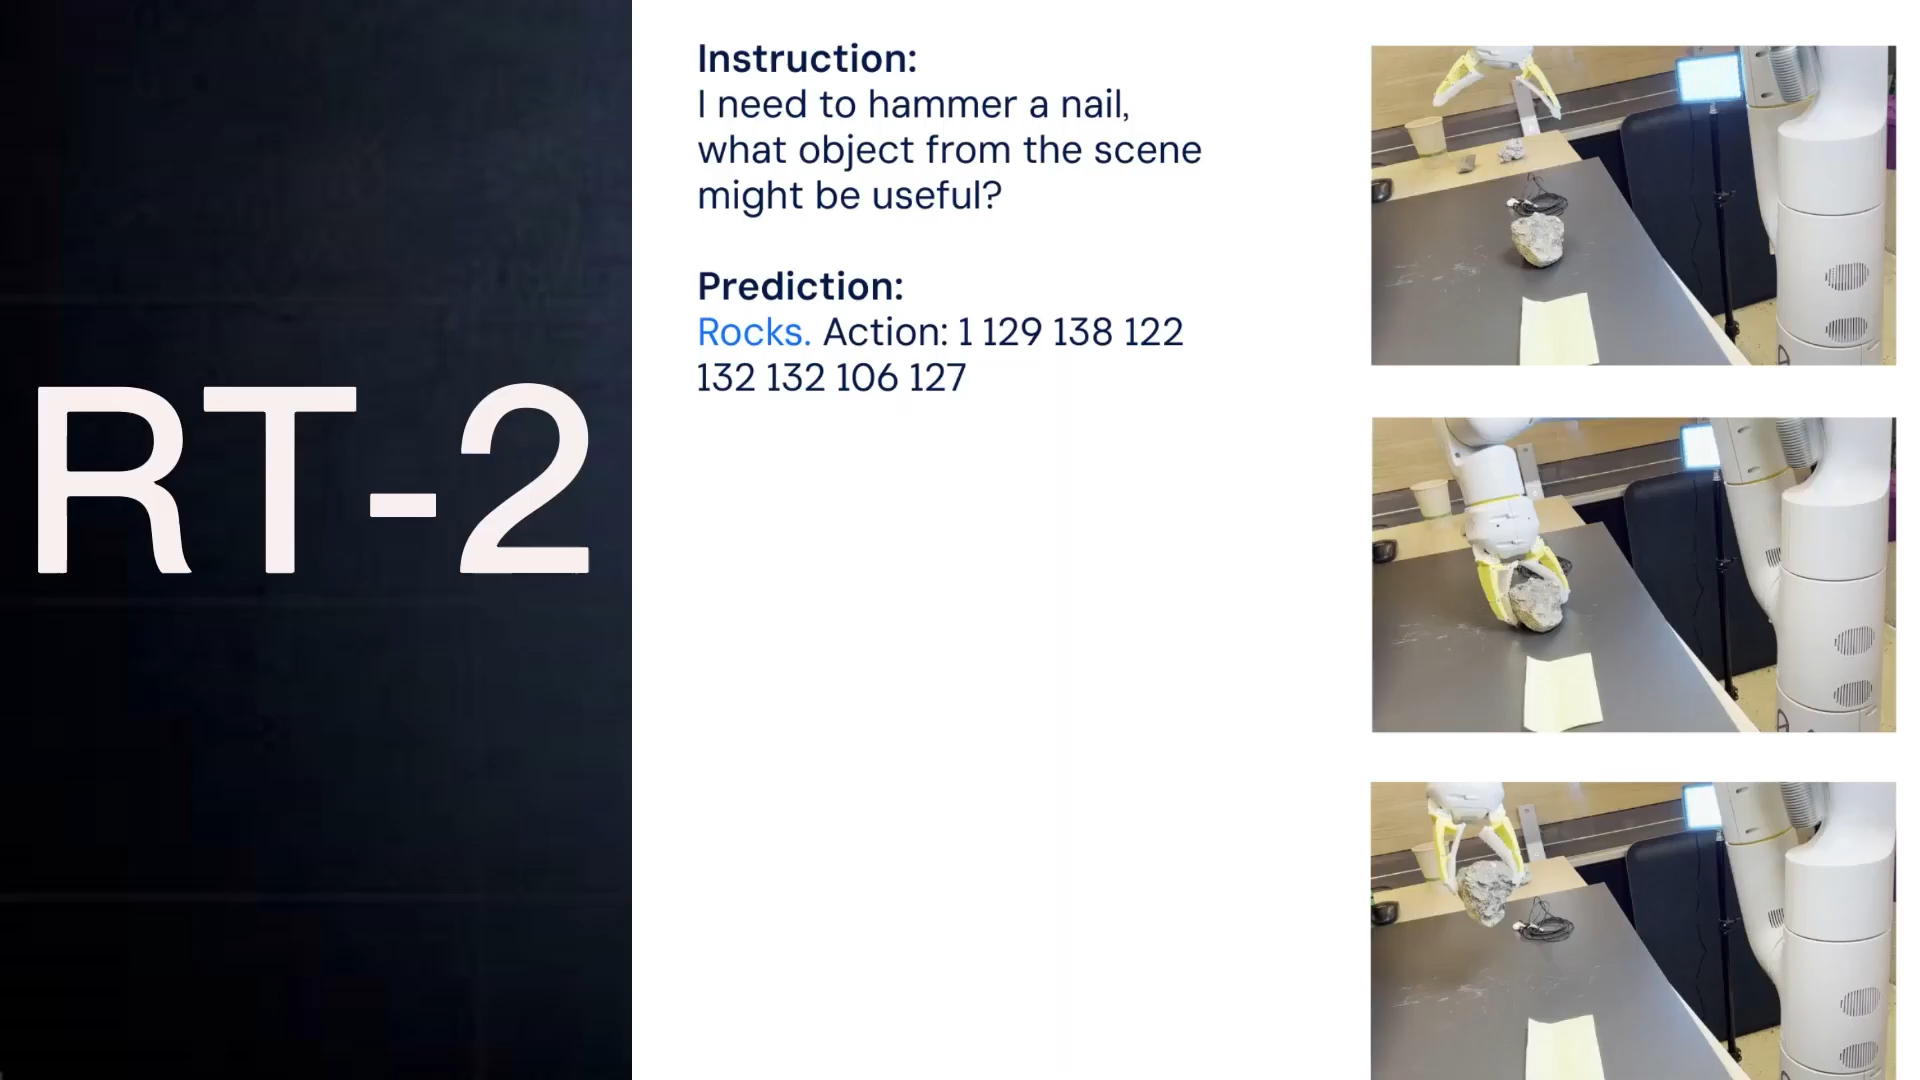 RT-2
Instruction:
I need to hammer a nail,
what object from the scene
might be useful?
Prediction:
Rocks. Action: 1 129 138 122
132 132 106 127